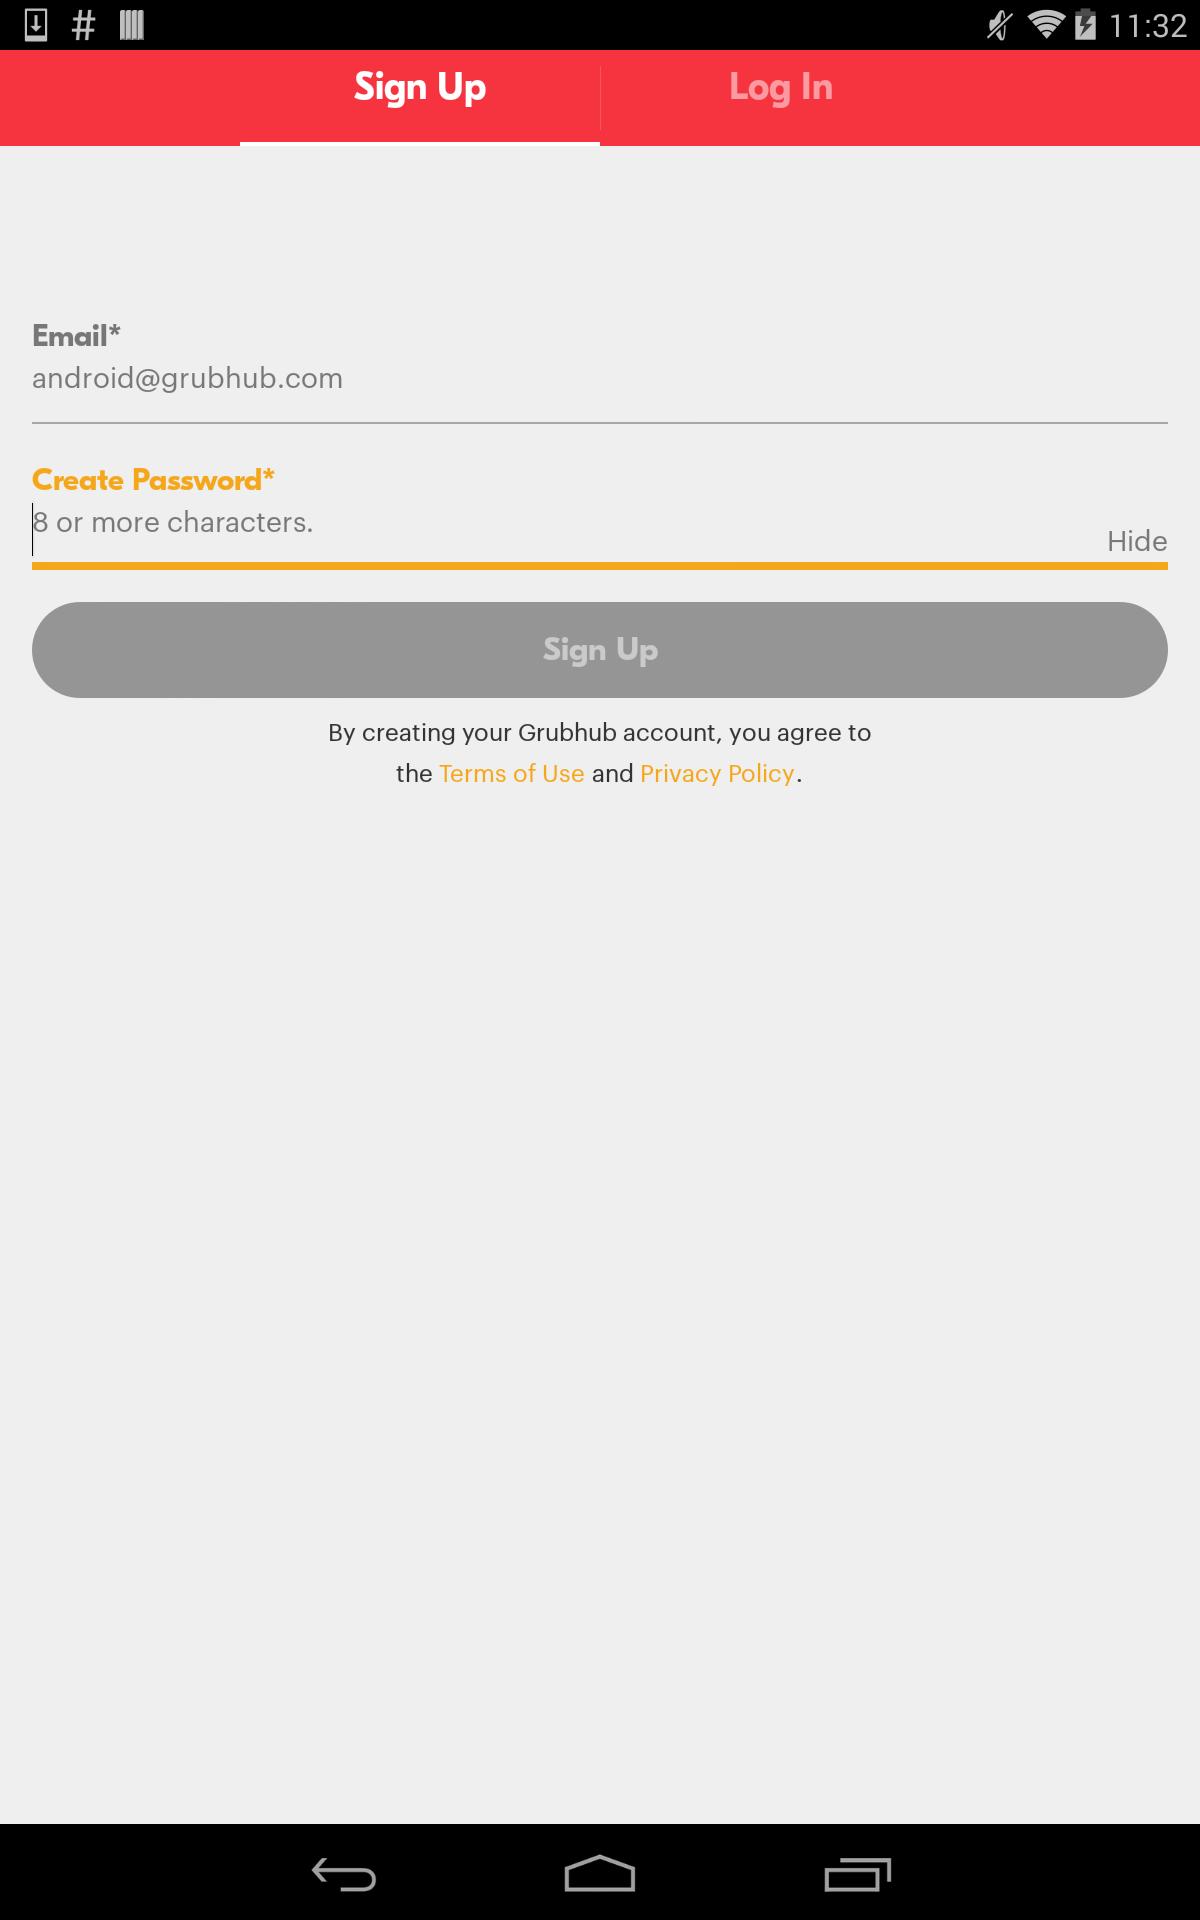 11:32
Sign Up
Log In
Email*
android@grubhub.com
Create Password*
8 or more characters.
Hide
Sign Up
By creating your Grubhub account, you agree to
the Terms of Use and Privacy Policy.